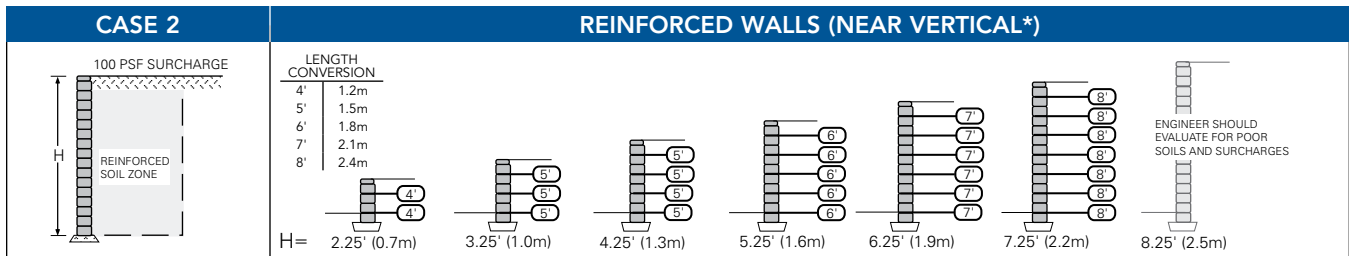 CASE 2
REINFORCED WALLS (NEAR VERTICAL*)
100 PSF SURCHARGE
H
REINFORCED
SOIL ZONE
LENGTH
CONVERSION
4' 1.2m
5' 1.5m
6' 1.8m
7' 2.1m
8' 2.4m
4'
4'
5'
5'
5'
5'
5'
5'
5'
6'
6'
6'
6'
6'
7'
7'
7'
7'
7'
7'
8'
8'
8'
8'
8'
8'
8'
ENGINEER SHOULD
EVALUATE FOR POOR
SOILS AND SURCHARGES
H= 2.25' (0.7m) 3.25' (1.0m) 4.25' (1.3m) 5.25' (1.6m) 6.25' (1.9m) 7.25' (2.2m) 8.25' (2.5m)